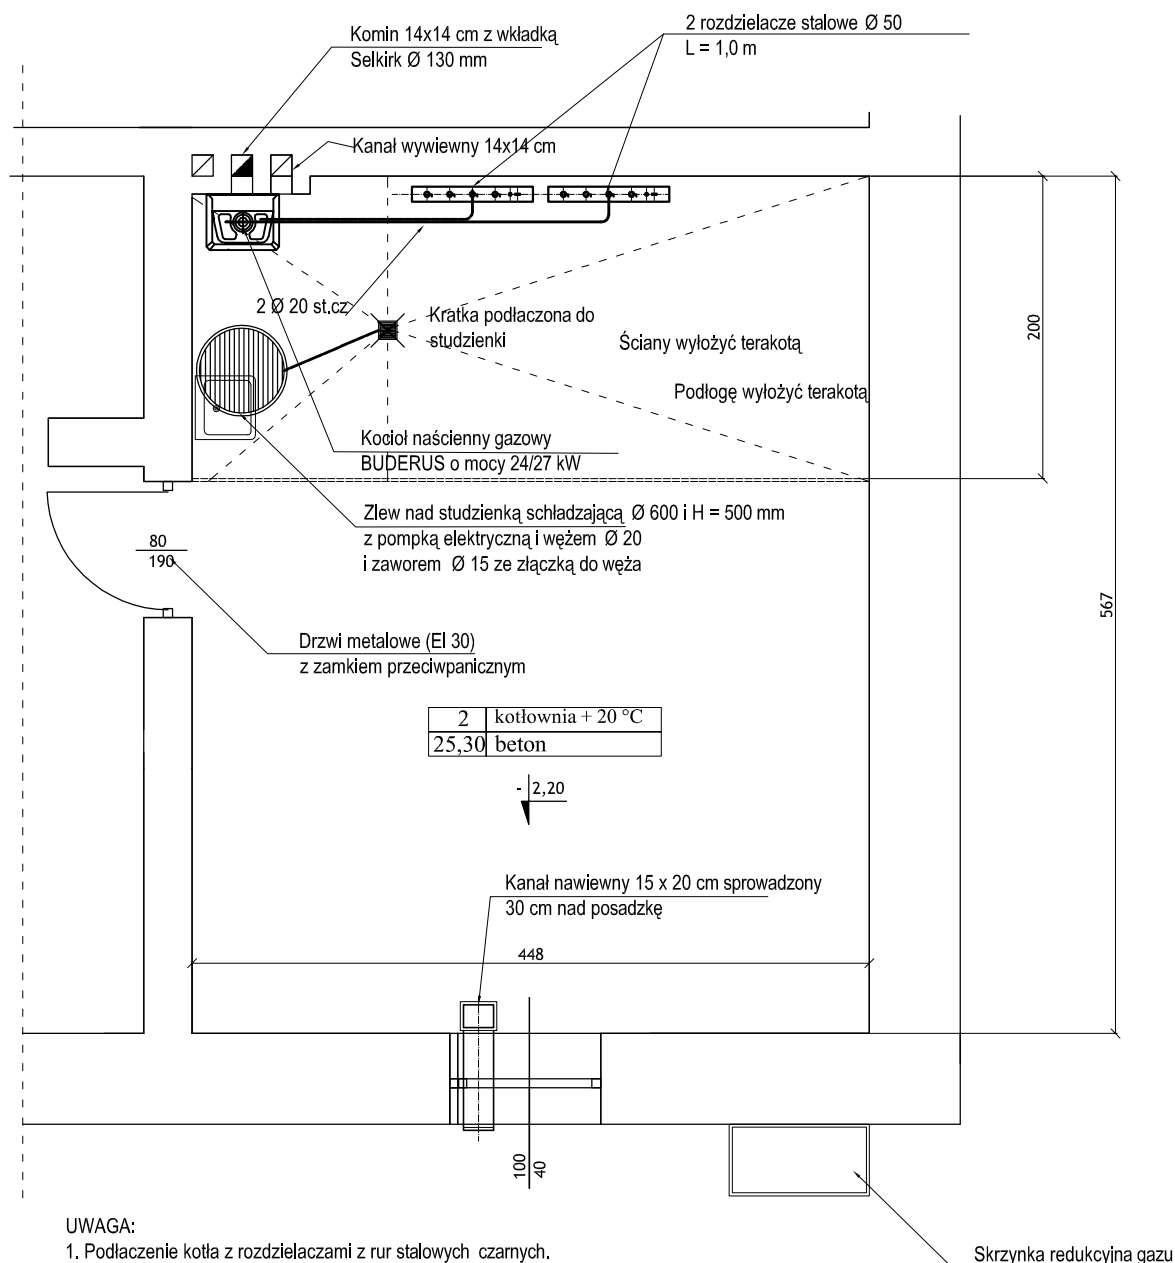 Komin 14x14 cm z wkładką
Selkirk Ø 130 mm
2 rozdzielacze stalowe Ø 50
L = 1,0 m
Kanał wywiewny 14x14 cm
2 Ø 20 st.cz
Kratka podłaczona do
studzienki
Ściany wyłożyć terakotą
Podłogę wyłożyć terakotą
200
Kocioł naścienny gazowy
BUDERUS o mocy 24/27 kW
Zlew nad studzienką schładzającą Ø 600 i H = 500 mm
z pompką elektryczną i wężem Ø 20
i zaworem Ø 15 ze złączką do węża
80
190
567
Drzwi metalowe (EI 30)
z zamkiem przeciwpanicznym
2 kotłownia + 20 °C
25,30 beton
- 2,20
Kanał nawiewny 15 x 20 cm sprowadzony
30 cm nad posadzkę
448
100
40
UWAGA:
1. Podłaczenie kotła z rozdzielaczami z rur stalowych czarnych.
Skrzynka redukcyjna gazu